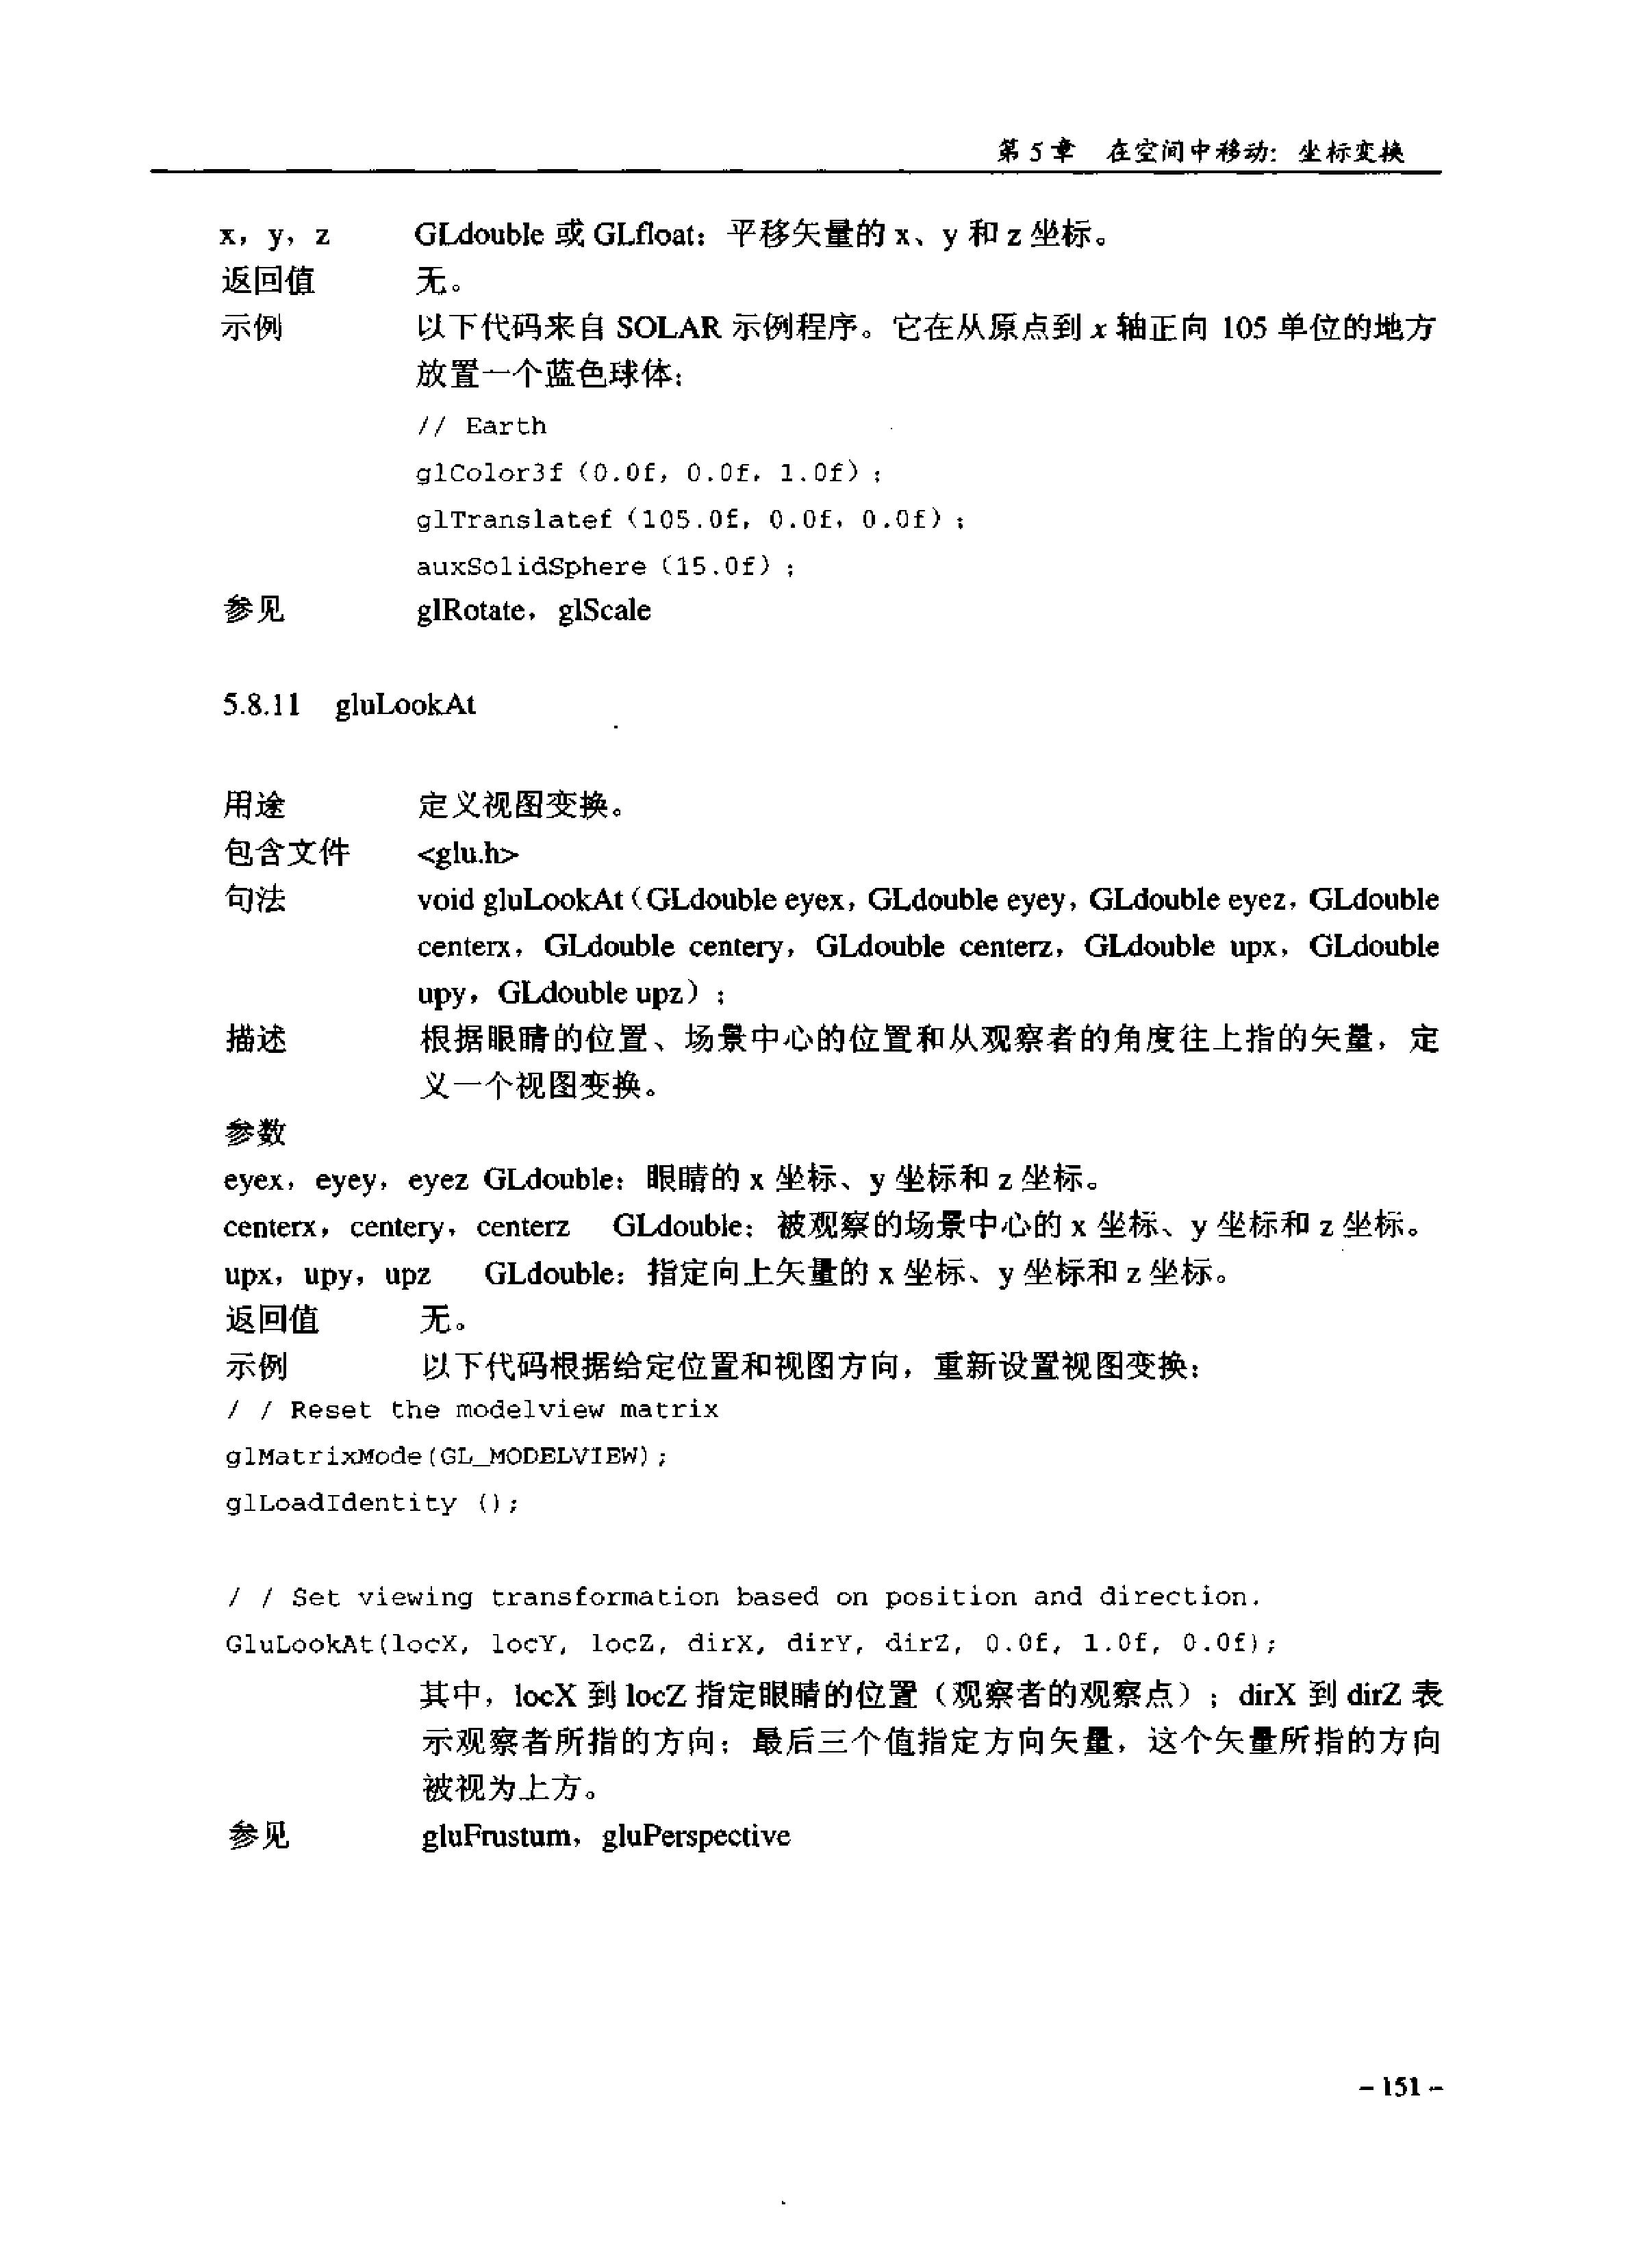 第5章　在空间中移动：坐标变换
x，y，z　GLdouble 或 GLfloat：平移矢量的 x、y 和 z 坐标。
返回值　无。
示例　以下代码来自 SOLAR 示例程序。它在从原点到 x 轴正向 105 单位的地方
放置一个蓝色球体：
// Earth
glColor3f（0.0f，0.0f，1.0f）；
glTranslatef（105.0f，0.0f，0.0f）；
auxSolidSphere（15.0f）；
参见　glRotate，glScale
5.8.11　gluLookAt
用途　定义视图变换。
包含文件　<glu.h>
句法　void gluLookAt（GLdouble eyex，GLdouble eyey，GLdouble eyez，GLdouble
centerx，GLdouble centery，GLdouble centerz，GLdouble upx，GLdouble
upy，GLdouble upz）；
描述　根据眼睛的位置、场景中心的位置和从观察者的角度往上指的矢量，定
义一个视图变换。
参数
eyex，eyey，eyez GLdouble：眼睛的 x 坐标、y 坐标和 z 坐标。
centerx，centery，centerz　GLdouble：被观察的场景中心的 x 坐标、y 坐标和 z 坐标。
upx，upy，upz　GLdouble：指定向上矢量的 x 坐标、y 坐标和 z 坐标。
返回值　无。
示例　以下代码根据给定位置和视图方向，重新设置视图变换：
/ / Reset the modelview matrix
glMatrixMode(GL_MODELVIEW);
glLoadIdentity ();
/ / Set viewing transformation based on position and direction.
GluLookAt(locX, locY, locZ, dirX, dirY, dirZ, 0.0f, 1.0f, 0.0f);
其中，locX 到 locZ 指定眼睛的位置（观察者的观察点）；dirX 到 dirZ 表
示观察者所指的方向；最后三个值指定方向矢量，这个矢量所指的方向
被视为上方。
参见　gluFrustum，gluPerspective
- 151 -